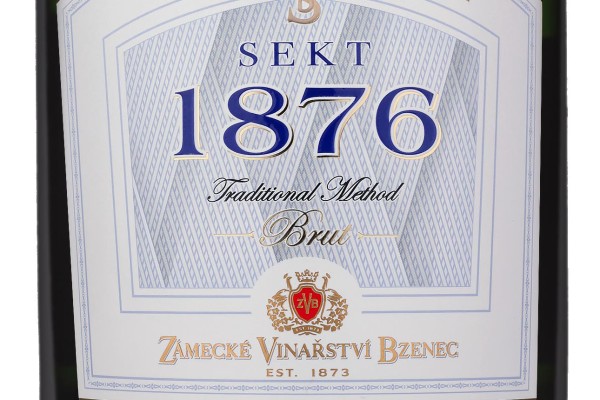 B
SEKT
1876
Traditional Method
Brut
ZVB
ZÁMECKÉ VINAŘSTVÍ BZENEC
EST. 1873